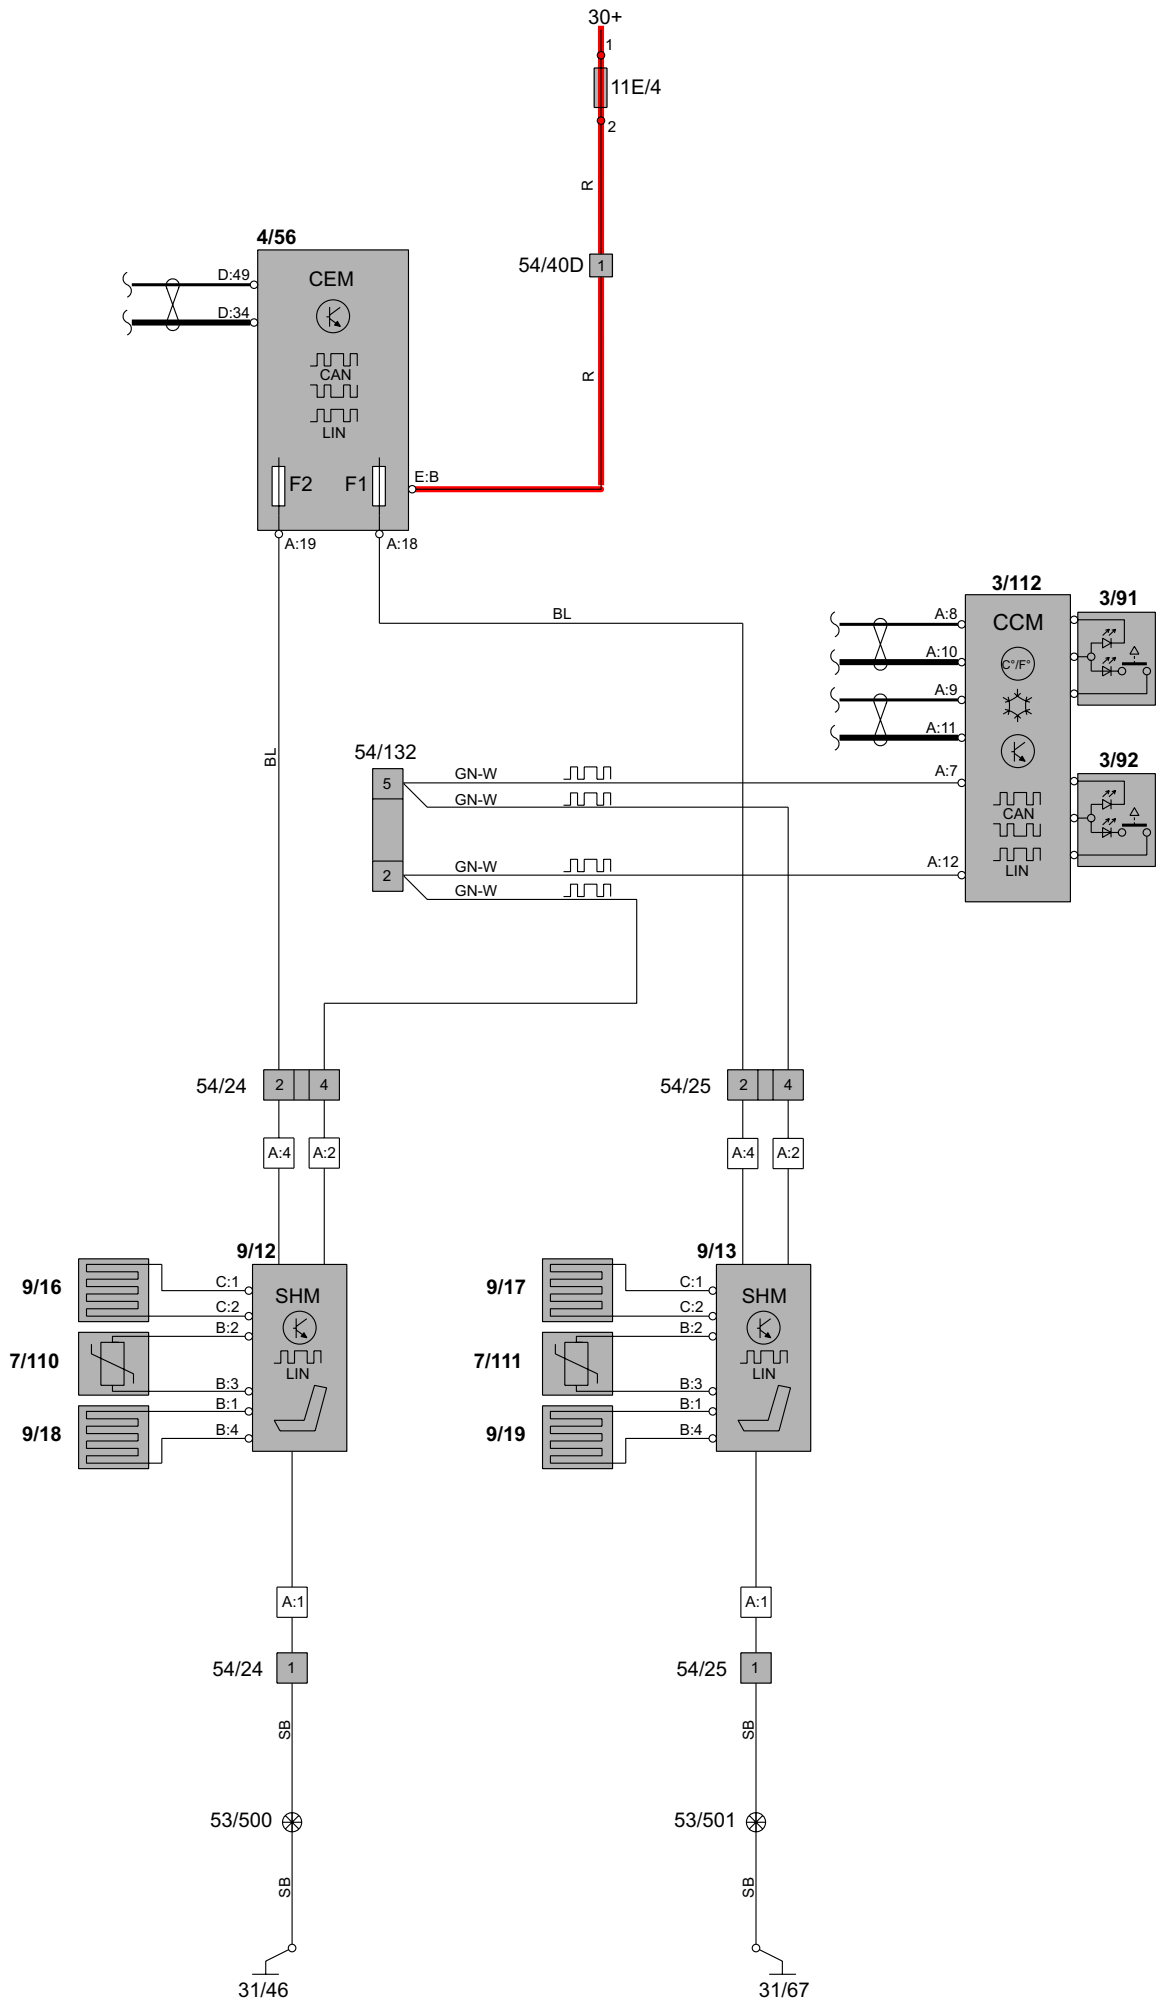 30+
1
11E/4
2
R
4/56
D:49
CEM
54/40D
1
D:34
CAN
R
LIN
F2
F1
E:B
A:19
A:18
3/112
3/91
BL
A:8
CCM
A:10
C°/F°
A:9
A:11
BL
54/132
3/92
5
GN-W
A:7
GN-W
CAN
2
GN-W
A:12
LIN
GN-W
54/24
2
4
54/25
2
4
A:4
A:2
A:4
A:2
9/12
9/13
9/16
C:1
SHM
9/17
C:1
SHM
C:2
C:2
B:2
B:2
7/110
LIN
7/111
LIN
B:3
B:3
B:1
B:1
9/18
B:4
9/19
B:4
A:1
A:1
54/24
1
54/25
1
SB
SB
53/500
53/501
SB
SB
31/46
31/67